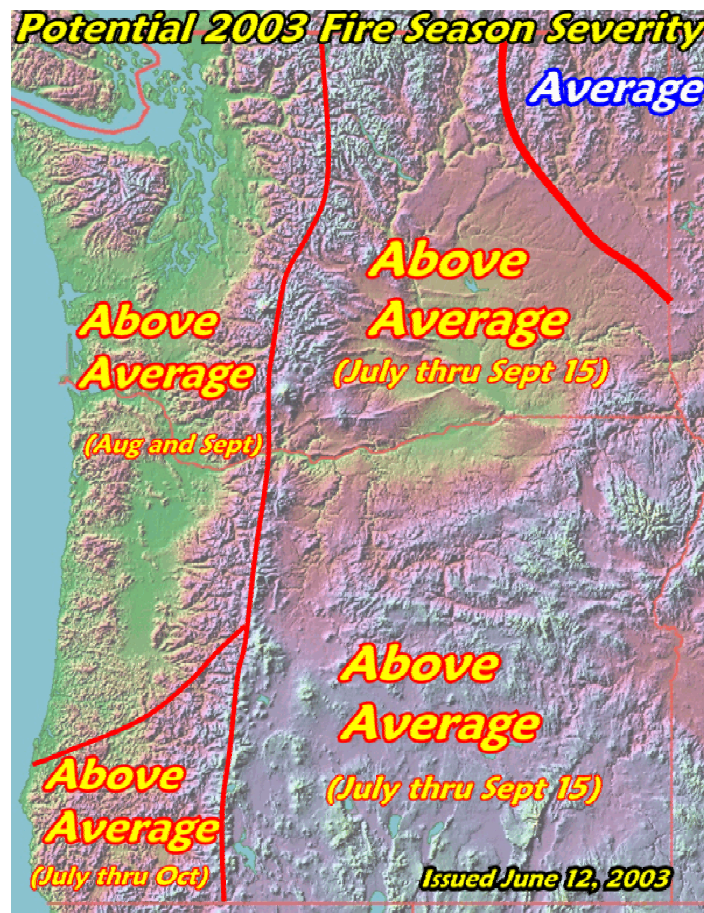 Potential 2003 Fire Season Severity
Average
Above
Average
(July thru Sept 15)
Above
Average
(Aug and Sept)
Above
Average
(July thru Sept 15)
Above
Average
(July thru Oct)
Issued June 12, 2003